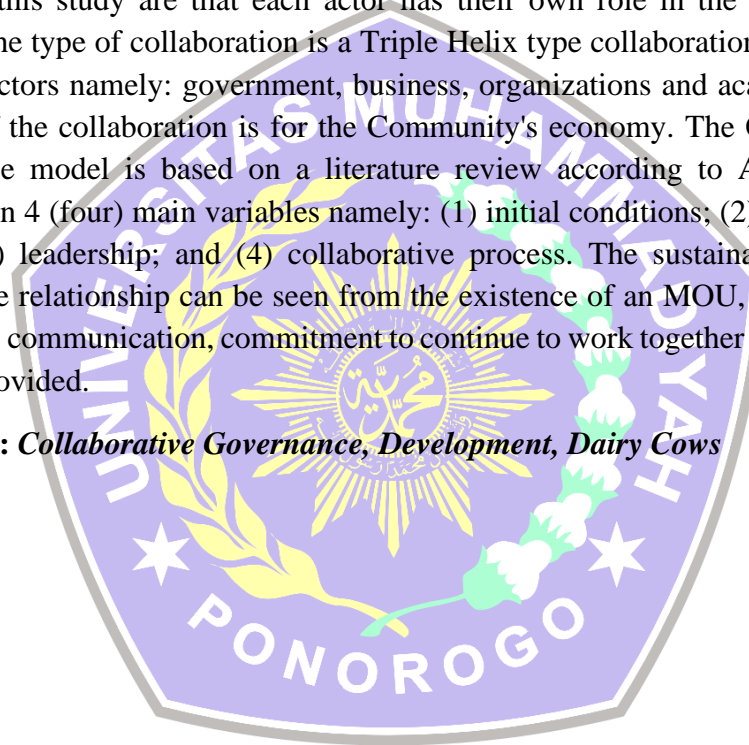 this study are that each actor has their own role in the
he type of collaboration is a Triple Helix type collaboration
ctors namely: government, business, organizations and aca
f the collaboration is for the Community's economy. The
e model is based on a literature review according to A
n 4 (four) main variables namely: (1) initial conditions; (2)
) leadership; and (4) collaborative process. The sustaina
e relationship can be seen from the existence of an MOU,
communication, commitment to continue to work together
ovided.
: Collaborative Governance, Development, Dairy Cows
UNIVERSITAS MUHAMMADIYAH
محمدية
PONOROGO